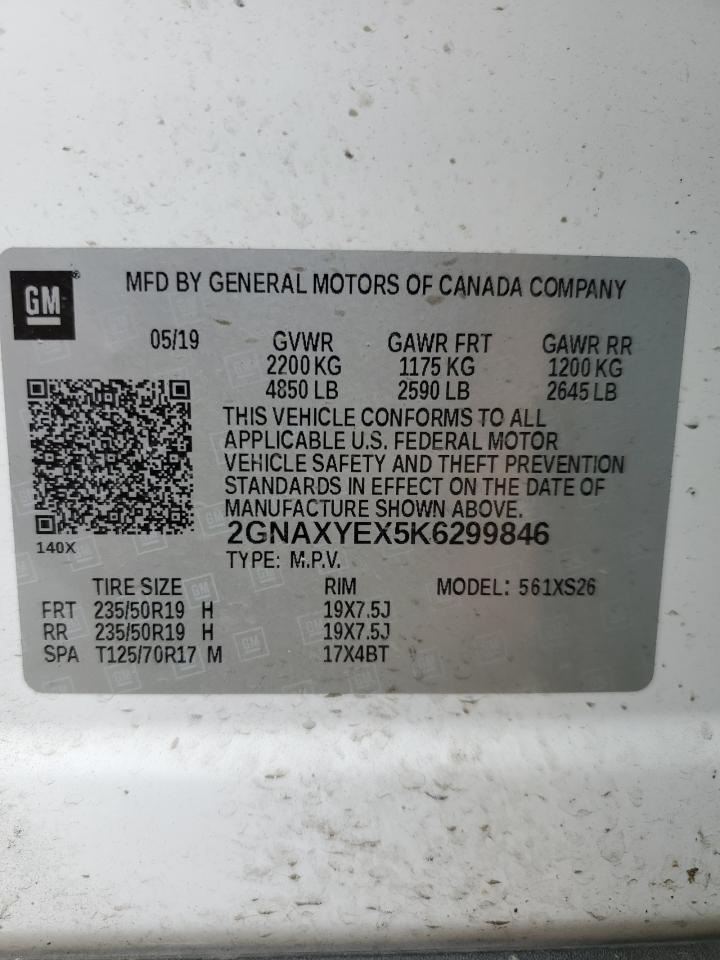 GM®
MFD BY GENERAL MOTORS OF CANADA COMPANY
05/19 GVWR GAWR FRT GAWR RR
2200 KG 1175 KG 1200 KG
4850 LB 2590 LB 2645 LB
THIS VEHICLE CONFORMS TO ALL
APPLICABLE U.S. FEDERAL MOTOR
VEHICLE SAFETY AND THEFT PREVENTION
STANDARDS IN EFFECT ON THE DATE OF
MANUFACTURE SHOWN ABOVE.
140X
2GNAXYEX5K6299846
TYPE: M.P.V.
TIRE SIZE RIM MODEL: 561XS26
FRT 235/50R19 H 19X7.5J
RR 235/50R19 H 19X7.5J
SPA T125/70R17 M 17X4BT